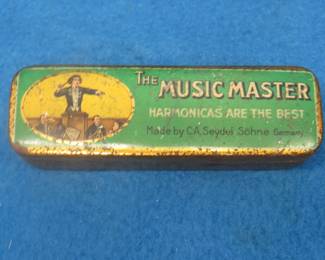 THE MUSIC MASTER
HARMONICAS ARE THE BEST
Made by C.A. Seydel Söhne Germany